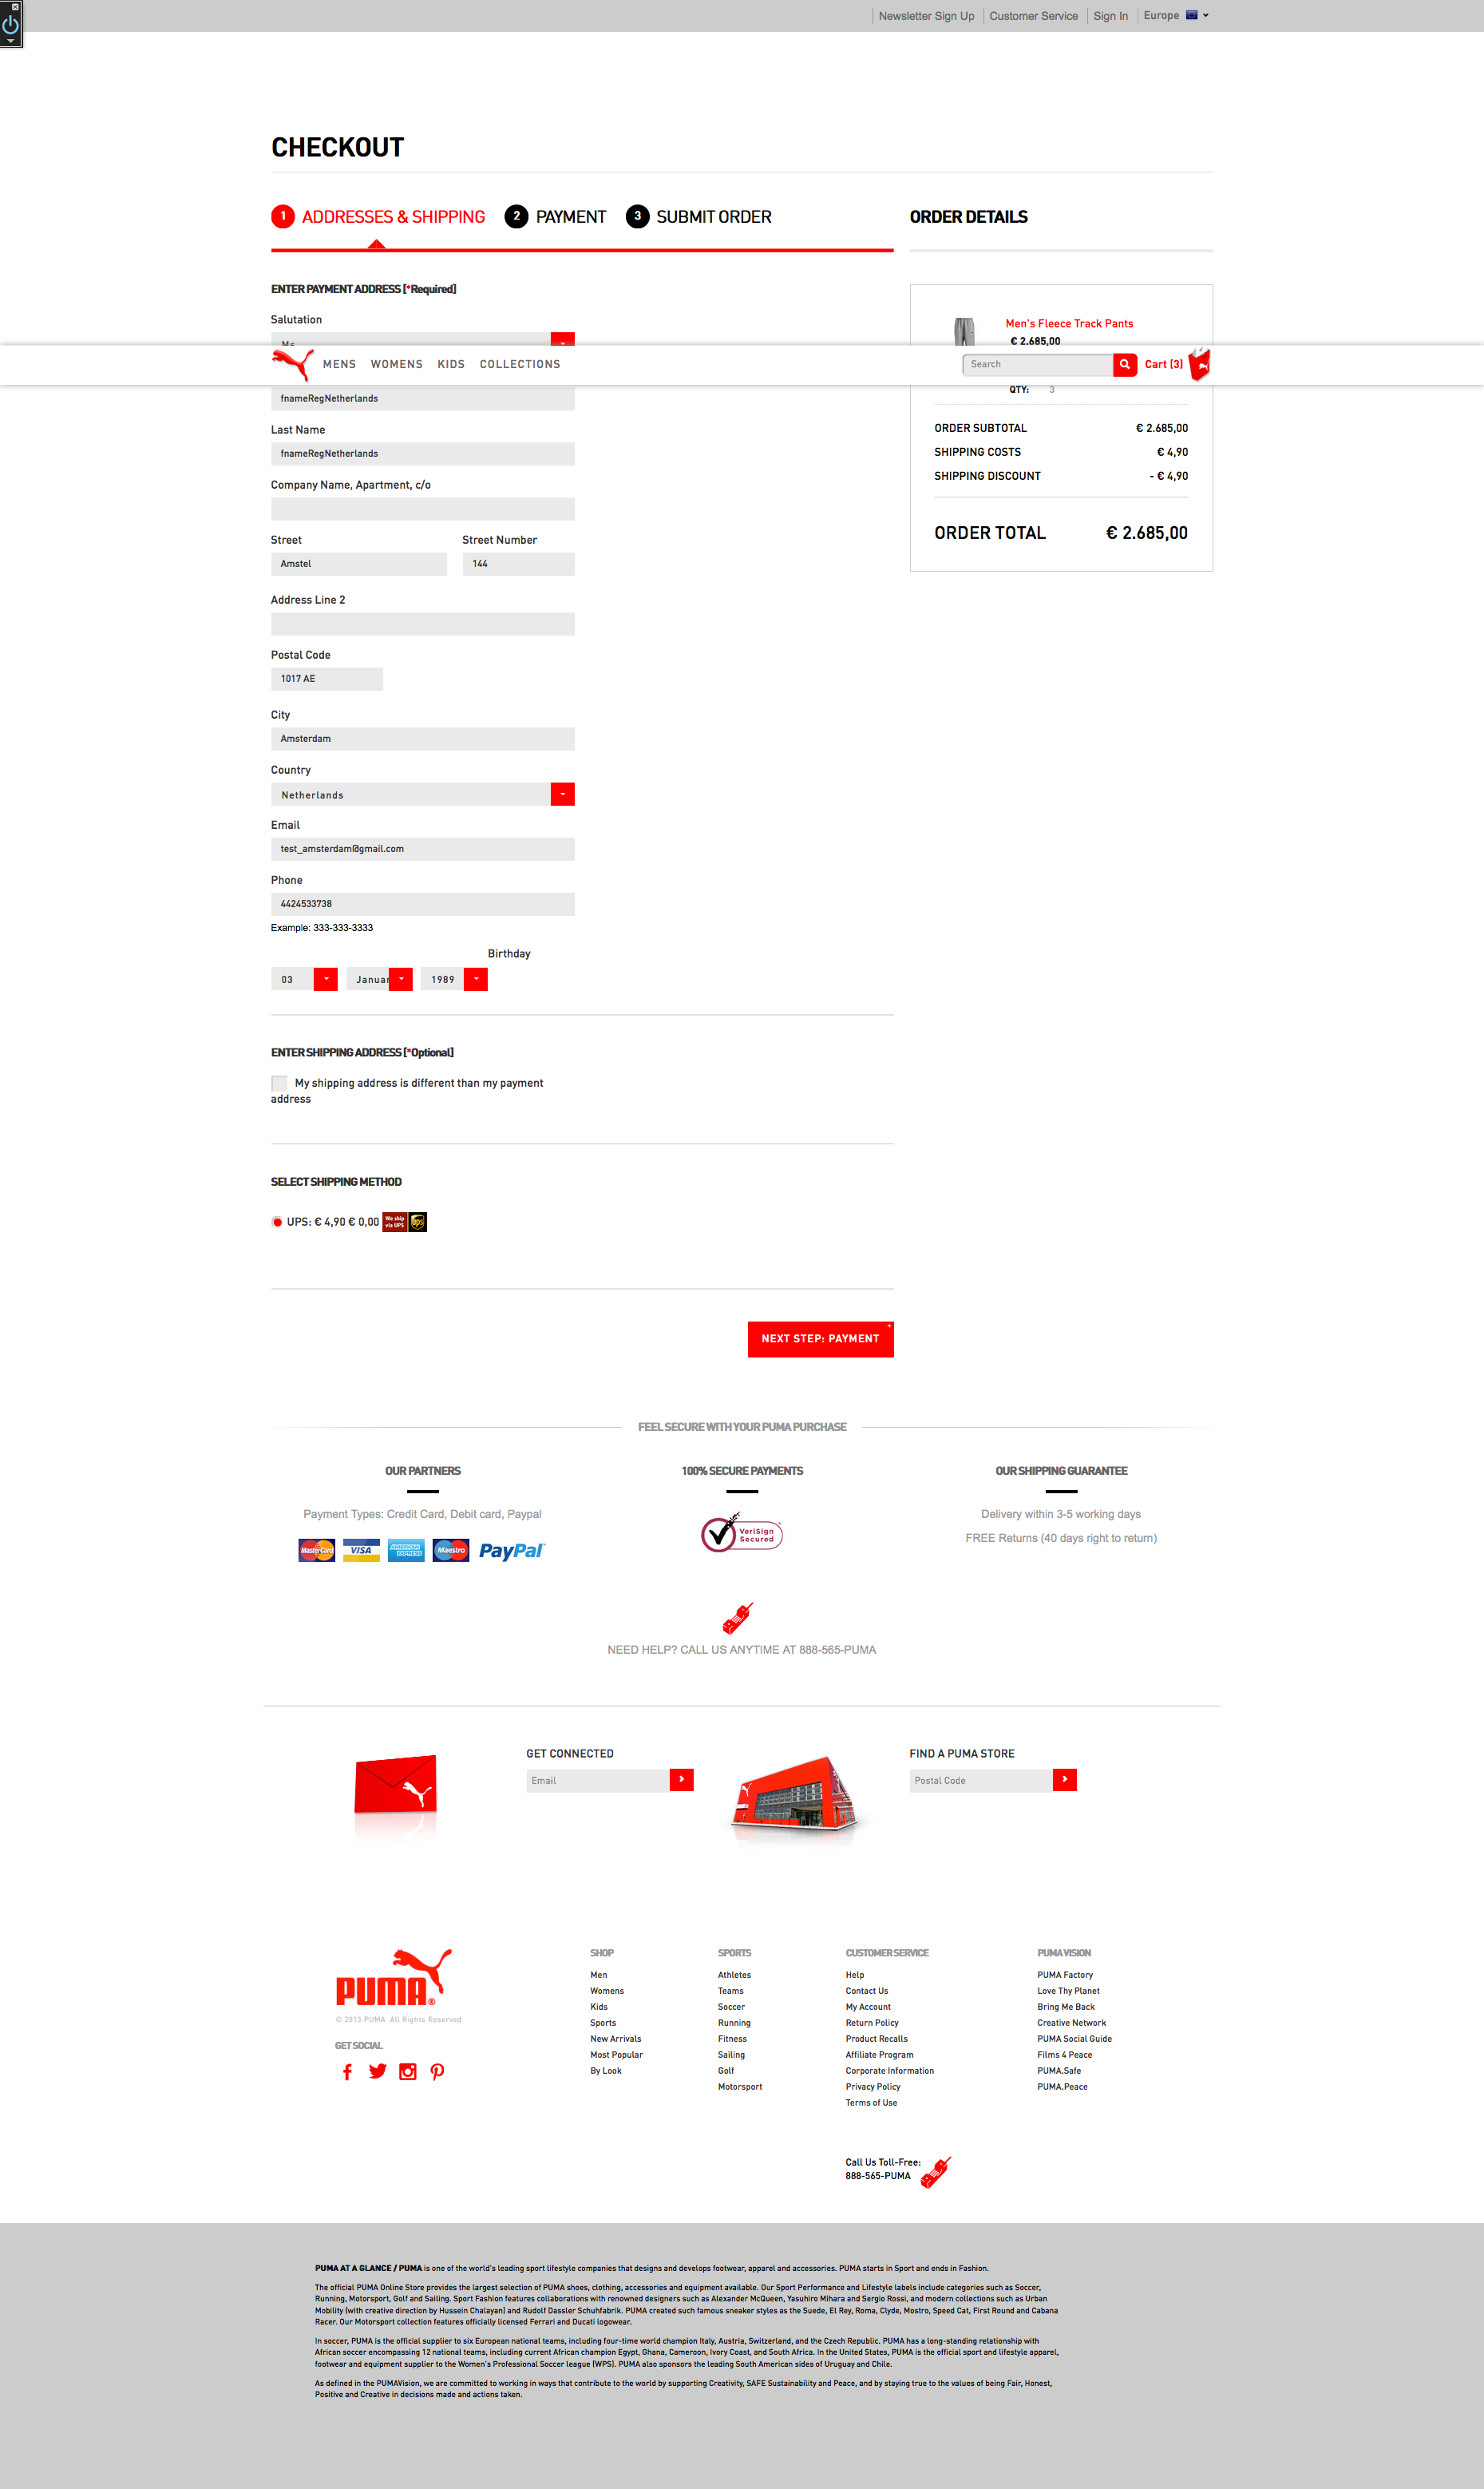 Newsletter Sign Up Customer Service Sign In Europe
CHECKOUT
1 ADDRESSES & SHIPPING 2 PAYMENT 3 SUBMIT ORDER
ENTER PAYMENT ADDRESS [*Required]
Salutation
Ms
MENS WOMENS KIDS COLLECTIONS
Search
Cart (3)
fnameRegNetherlands
Last Name
fnameRegNetherlands
Company Name, Apartment, c/o
Street Street Number
Amstel 144
Address Line 2
Postal Code
1017 AE
City
Amsterdam
Country
Netherlands
Email
test_amsterdam@gmail.com
Phone
4424533738
Example: 333-333-3333
Birthday
03 Januar 1989
ENTER SHIPPING ADDRESS [*Optional]
My shipping address is different than my payment
address
SELECT SHIPPING METHOD
UPS: € 4,90 € 0,00 We ship via UPS ups
NEXT STEP: PAYMENT
ORDER DETAILS
Men's Fleece Track Pants
€ 2.685,00
QTY: 3
ORDER SUBTOTAL € 2.685,00
SHIPPING COSTS € 4,90
SHIPPING DISCOUNT - € 4,90
ORDER TOTAL € 2.685,00
FEEL SECURE WITH YOUR PUMA PURCHASE
OUR PARTNERS
Payment Types: Credit Card, Debit card, Paypal
MasterCard VISA AMERICAN EXPRESS Maestro PayPal
100% SECURE PAYMENTS
VeriSign
Secured
OUR SHIPPING GUARANTEE
Delivery within 3-5 working days
FREE Returns (40 days right to return)
NEED HELP? CALL US ANYTIME AT 888-565-PUMA
GET CONNECTED
Email
FIND A PUMA STORE
Postal Code
PUMA®
© 2013 PUMA All Rights Reserved
GET SOCIAL
SHOP
Men
Womens
Kids
Sports
New Arrivals
Most Popular
By Look
SPORTS
Athletes
Teams
Soccer
Running
Fitness
Sailing
Golf
Motorsport
CUSTOMER SERVICE
Help
Contact Us
My Account
Return Policy
Product Recalls
Affiliate Program
Corporate Information
Privacy Policy
Terms of Use
Call Us Toll-Free:
888-565-PUMA
PUMA VISION
PUMA Factory
Love Thy Planet
Bring Me Back
Creative Network
PUMA Social Guide
Films 4 Peace
PUMA.Safe
PUMA.Peace
PUMA AT A GLANCE / PUMA is one of the world's leading sport lifestyle companies that designs and develops footwear, apparel and accessories. PUMA starts in Sport and ends in Fashion.
The official PUMA Online Store provides the largest selection of PUMA shoes, clothing, accessories and equipment available. Our Sport Performance and Lifestyle labels include categories such as Soccer,
Running, Motorsport, Golf and Sailing. Sport Fashion features collaborations with renowned designers such as Alexander McQueen, Yasuhiro Mihara and Sergio Rossi, and modern collections such as Urban
Mobility (with creative direction by Hussein Chalayan) and Rudolf Dassler Schuhfabrik. PUMA created such famous sneaker styles as the Suede, El Rey, Roma, Clyde, Mostro, Speed Cat, First Round and Cabana
Racer. Our Motorsport collection features officially licensed Ferrari and Ducati logowear.
In soccer, PUMA is the official supplier to six European national teams, including four-time world champion Italy, Austria, Switzerland, and the Czech Republic. PUMA has a long-standing relationship with
African soccer encompassing 12 national teams, including current African champion Egypt, Ghana, Cameroon, Ivory Coast, and South Africa. In the United States, PUMA is the official sport and lifestyle apparel,
footwear and equipment supplier to the Women's Professional Soccer league (WPS). PUMA also sponsors the leading South American sides of Uruguay and Chile.
As defined in the PUMAVision, we are committed to working in ways that contribute to the world by supporting Creativity, SAFE Sustainability and Peace, and by staying true to the values of being Fair, Honest,
Positive and Creative in decisions made and actions taken.